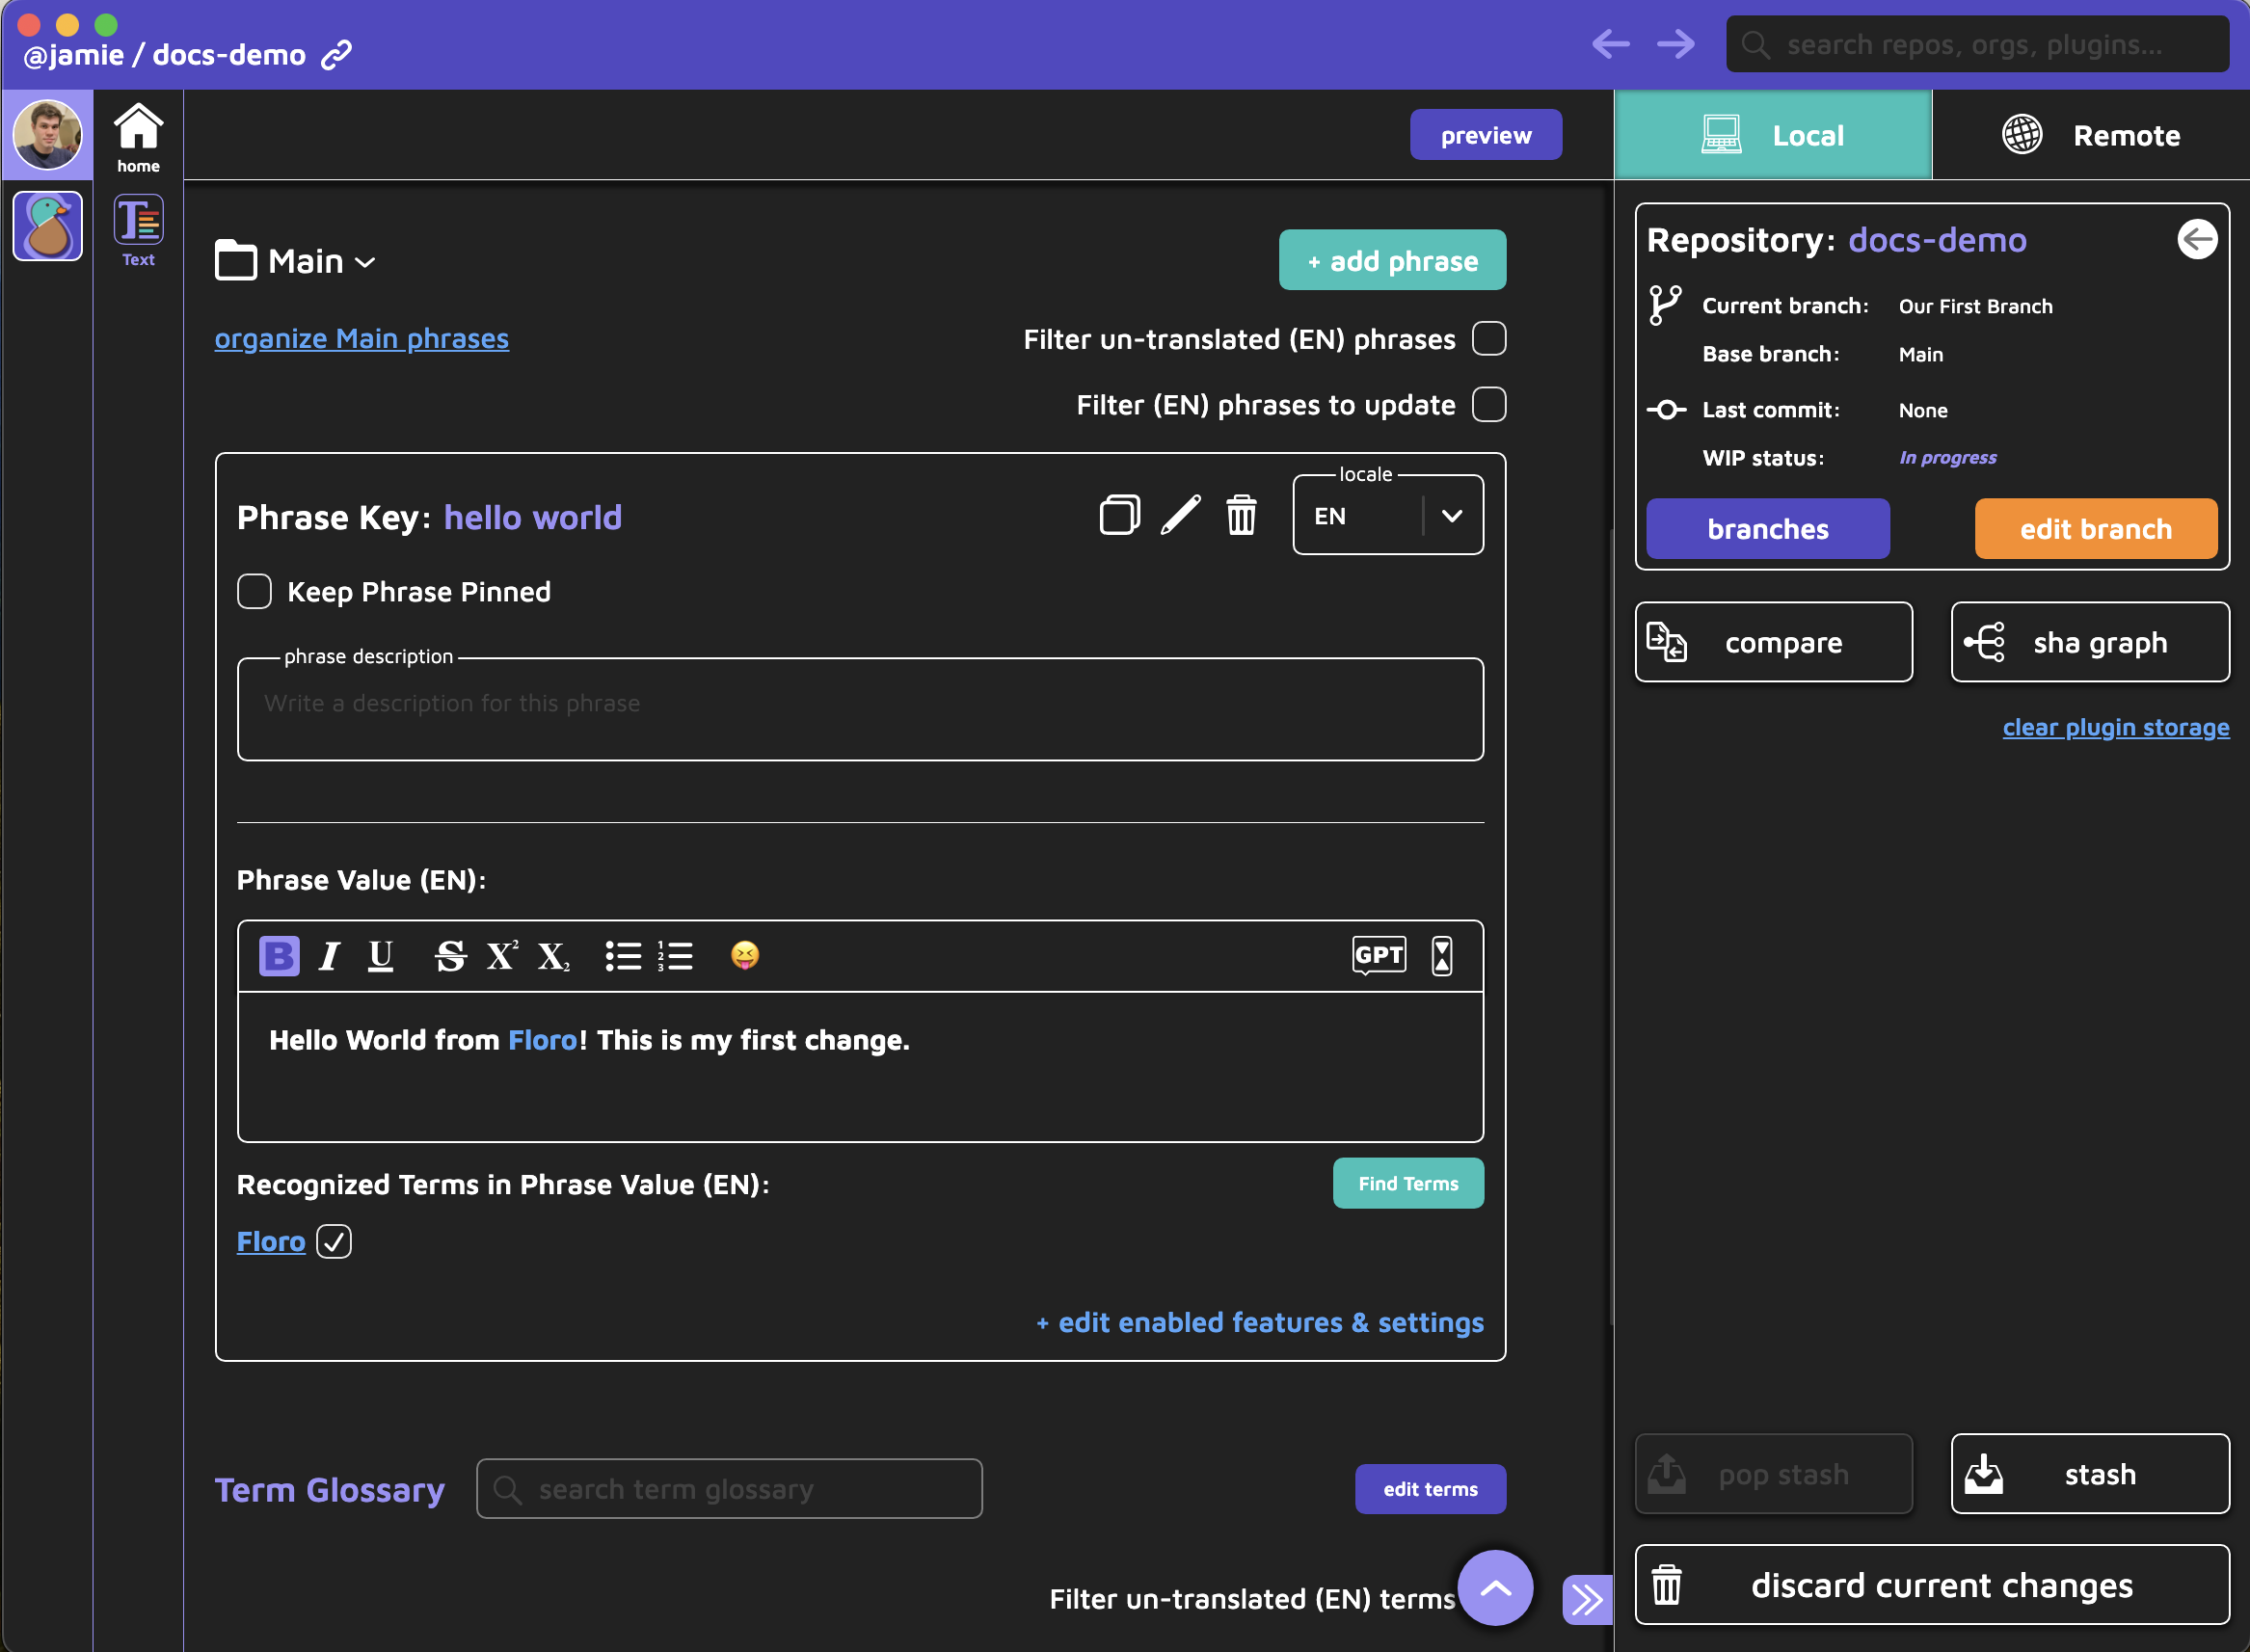 @jamie / docs-demo
search repos, orgs, plugins...
home
Text
preview
Local
Remote
Main
+ add phrase
organize Main phrases
Filter un-translated (EN) phrases
Filter (EN) phrases to update
Phrase Key: hello world
locale
EN
Keep Phrase Pinned
phrase description
Write a description for this phrase
Phrase Value (EN):
B I U S X² X₂ GPT
Hello World from Floro! This is my first change.
Recognized Terms in Phrase Value (EN):
Find Terms
Floro
+ edit enabled features & settings
Term Glossary
search term glossary
edit terms
Filter un-translated (EN) terms
Repository: docs-demo
Current branch: Our First Branch
Base branch: Main
Last commit: None
WIP status: In progress
branches
edit branch
compare
sha graph
clear plugin storage
pop stash
stash
discard current changes